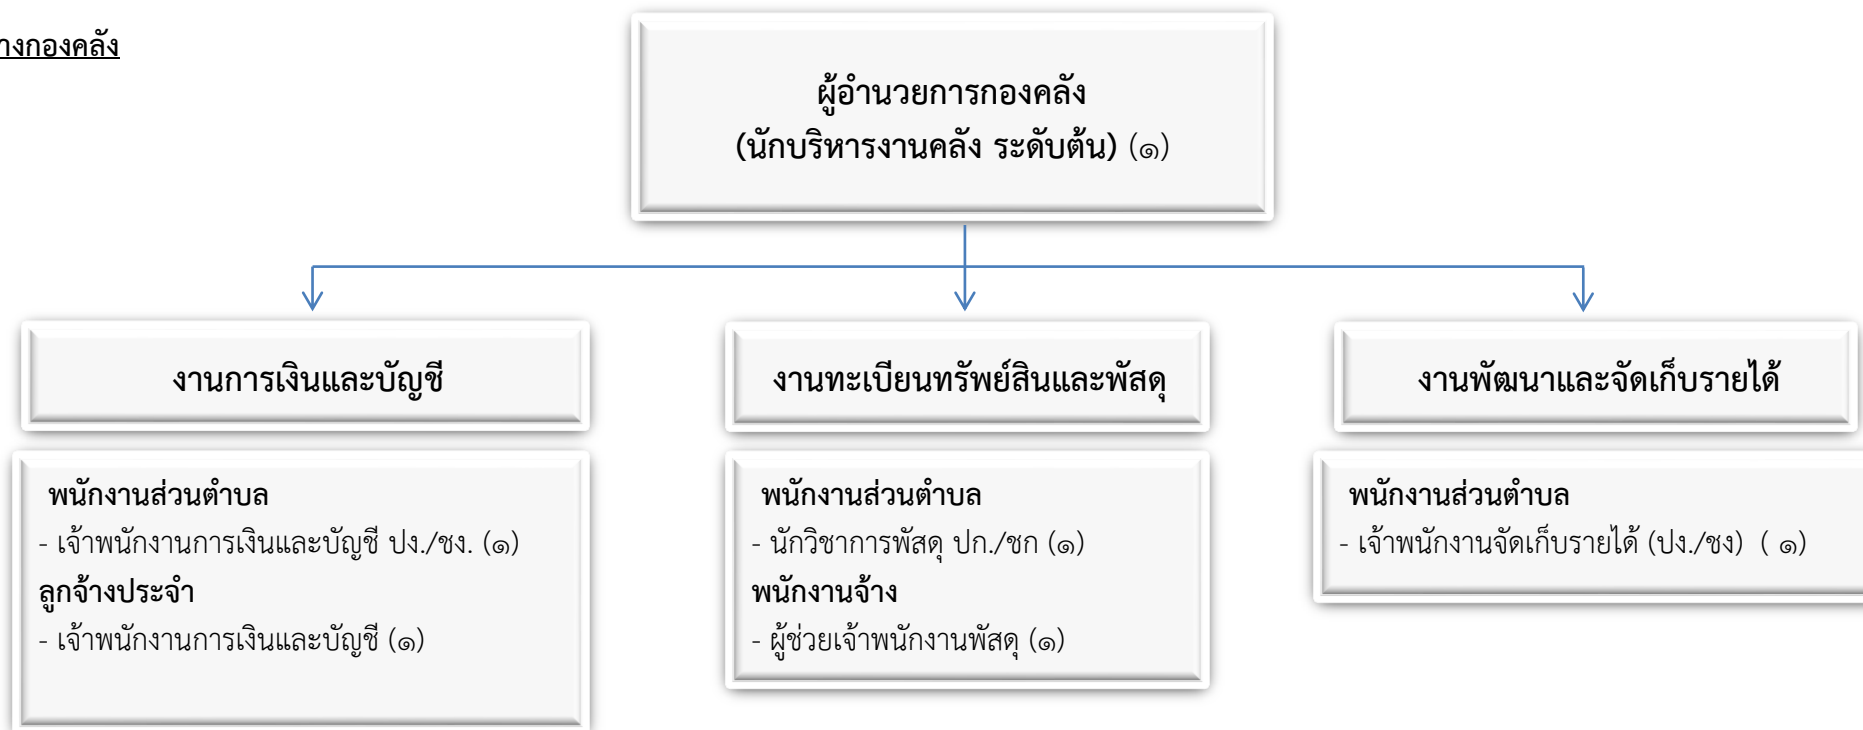 างกองคลัง
ผู้อำนวยการกองคลัง
(นักบริหารงานคลัง ระดับต้น) (๑)
งานการเงินและบัญชี
งานทะเบียนทรัพย์สินและพัสดุ
งานพัฒนาและจัดเก็บรายได้
พนักงานส่วนตำบล
- เจ้าพนักงานการเงินและบัญชี ปง./ชง. (๑)
ลูกจ้างประจำ
- เจ้าพนักงานการเงินและบัญชี (๑)
พนักงานส่วนตำบล
- นักวิชาการพัสดุ ปก./ชก (๑)
พนักงานจ้าง
- ผู้ช่วยเจ้าพนักงานพัสดุ (๑)
พนักงานส่วนตำบล
- เจ้าพนักงานจัดเก็บรายได้ (ปง./ชง) ( ๑)